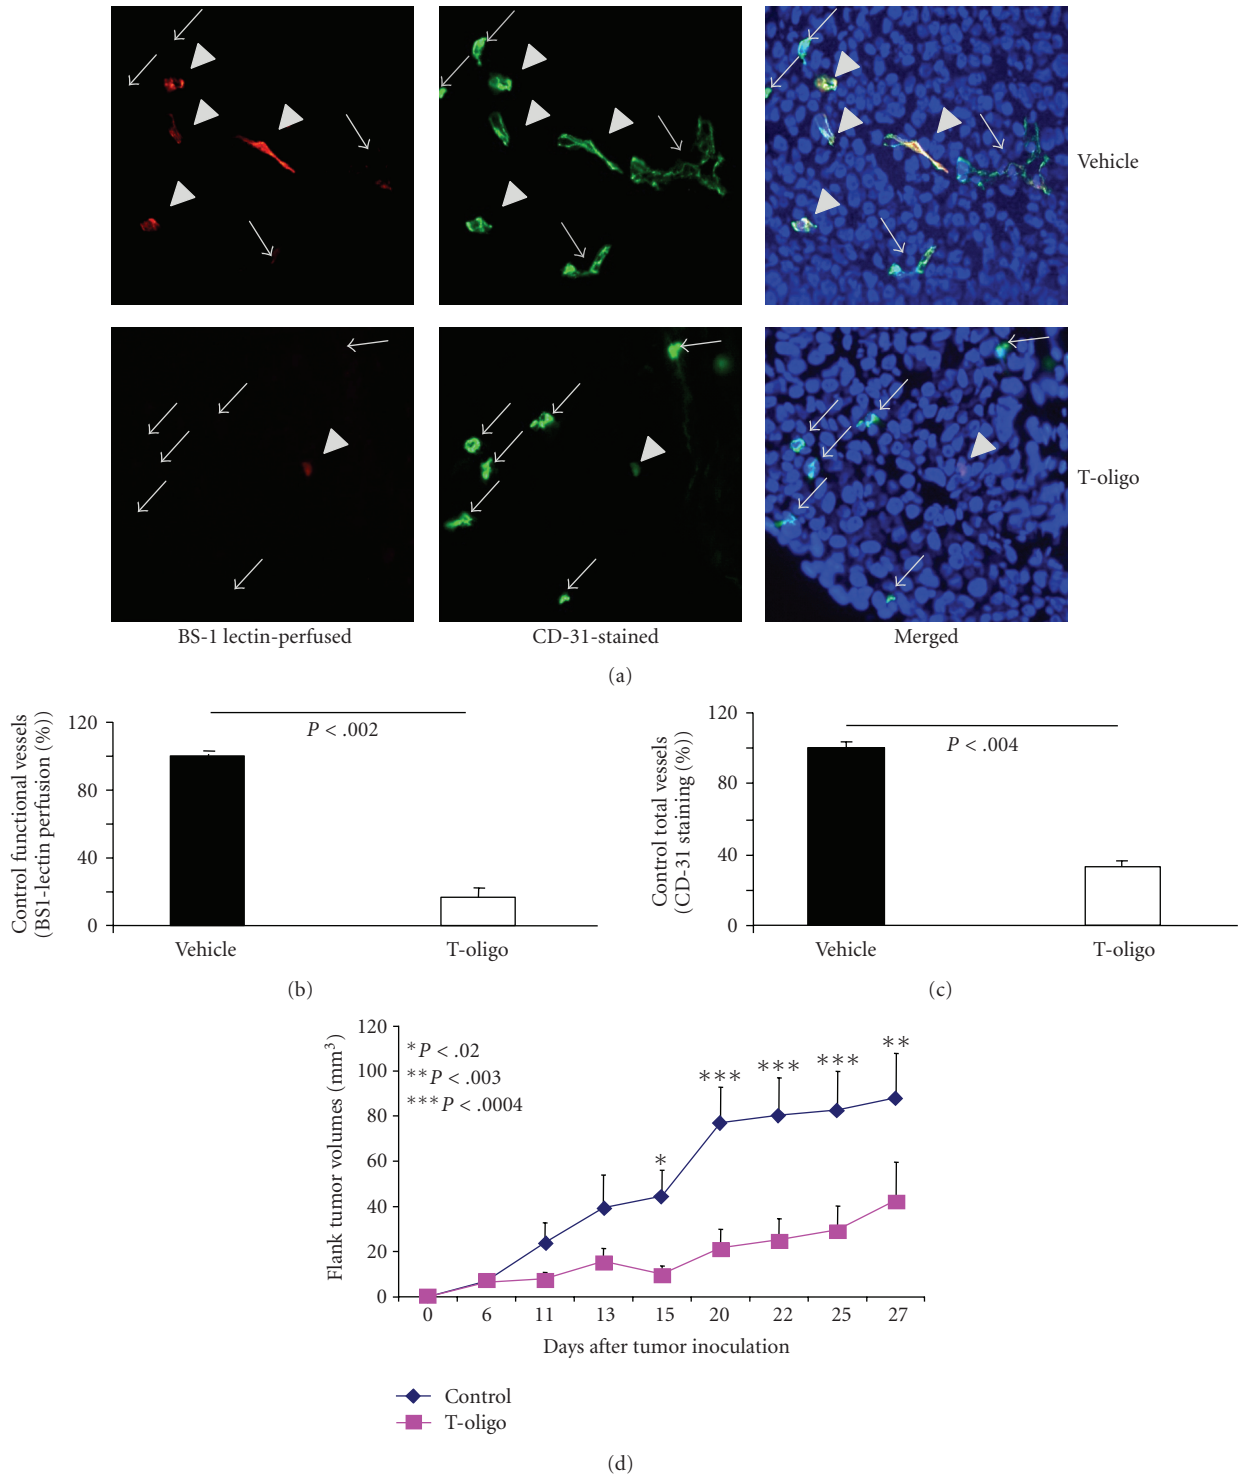 Vehicle
T-oligo
BS-1 lectin-perfused
CD-31-stained
Merged
(a)
Control functional vessels
(BS1-lectin perfusion (%))
120
80
40
0
P < .002
Vehicle
T-oligo
(b)
Control total vessels
(CD-31 staining (%))
120
80
40
0
P < .004
Vehicle
T-oligo
(c)
Flank tumor volumes (mm³)
120
100
80
60
40
20
0
*P < .02
**P < .003
***P < .0004
*
***
***
***
**
0 6 11 13 15 20 22 25 27
Days after tumor inoculation
Control
T-oligo
(d)